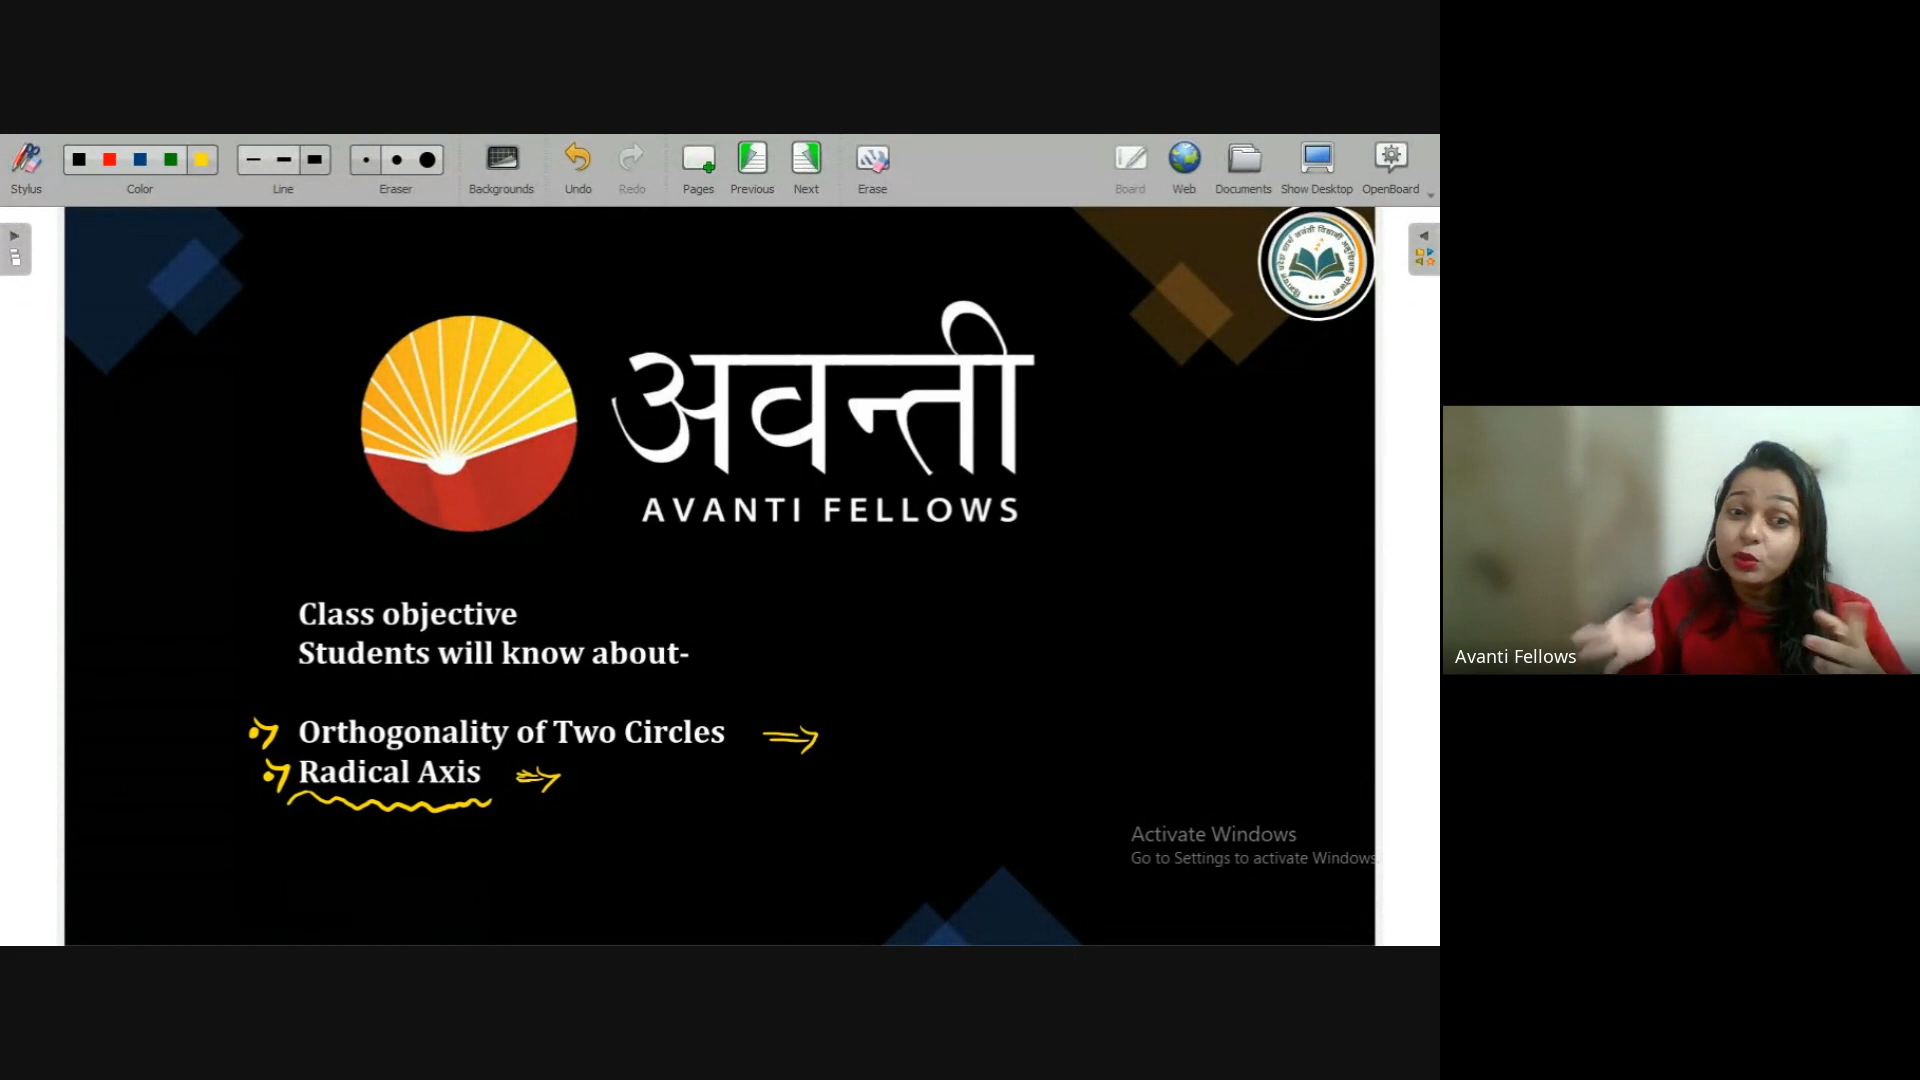 Stylus
Color
Line
Eraser
Backgrounds
Undo
Redo
Pages
Previous
Next
Erase
Board
Web
Documents
Show Desktop
OpenBoard
अवन्ती
AVANTI FELLOWS
Class objective
Students will know about-
Orthogonality of Two Circles
Radical Axis
Activate Windows
Go to Settings to activate Windows.
Avanti Fellows